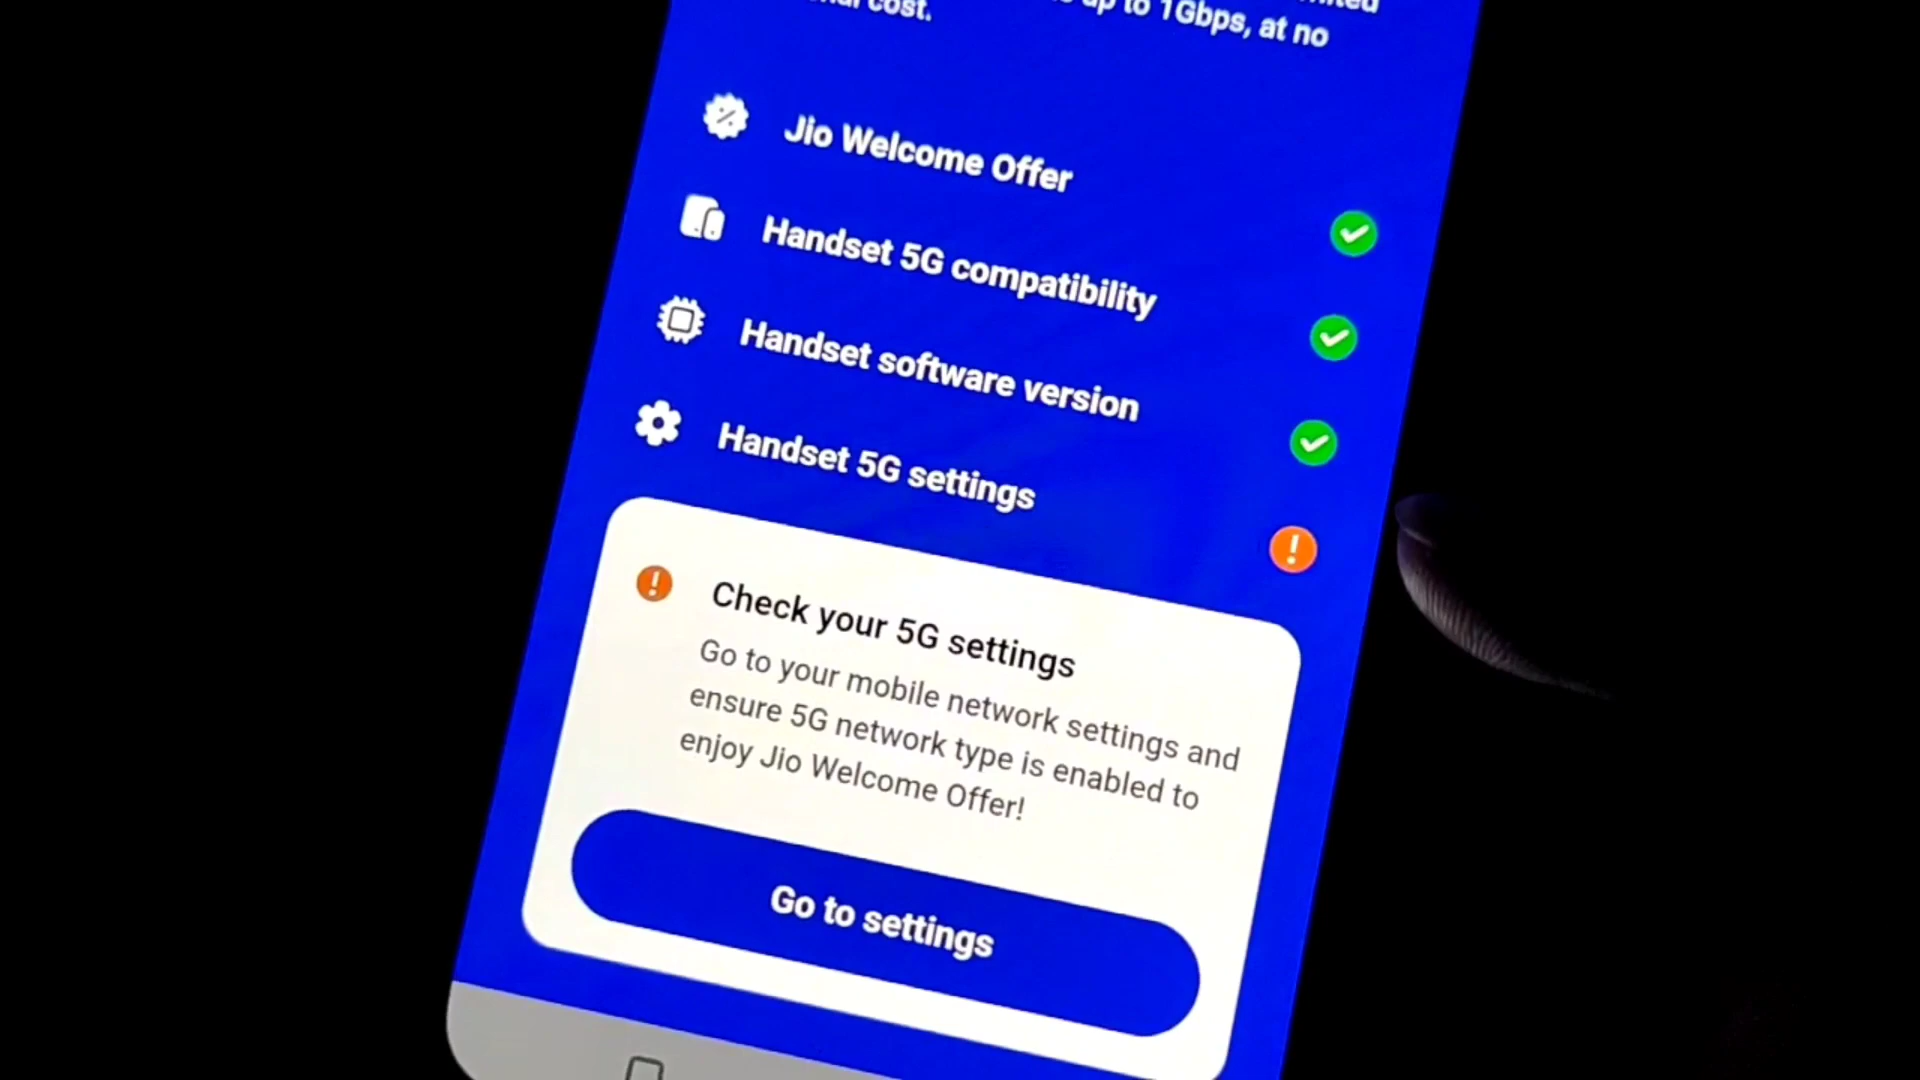 up to 1Gbps, at no
cost.
Jio Welcome Offer
Handset 5G compatibility
Handset software version
Handset 5G settings
Check your 5G settings
Go to your mobile network settings and
ensure 5G network type is enabled to
enjoy Jio Welcome Offer!
Go to settings